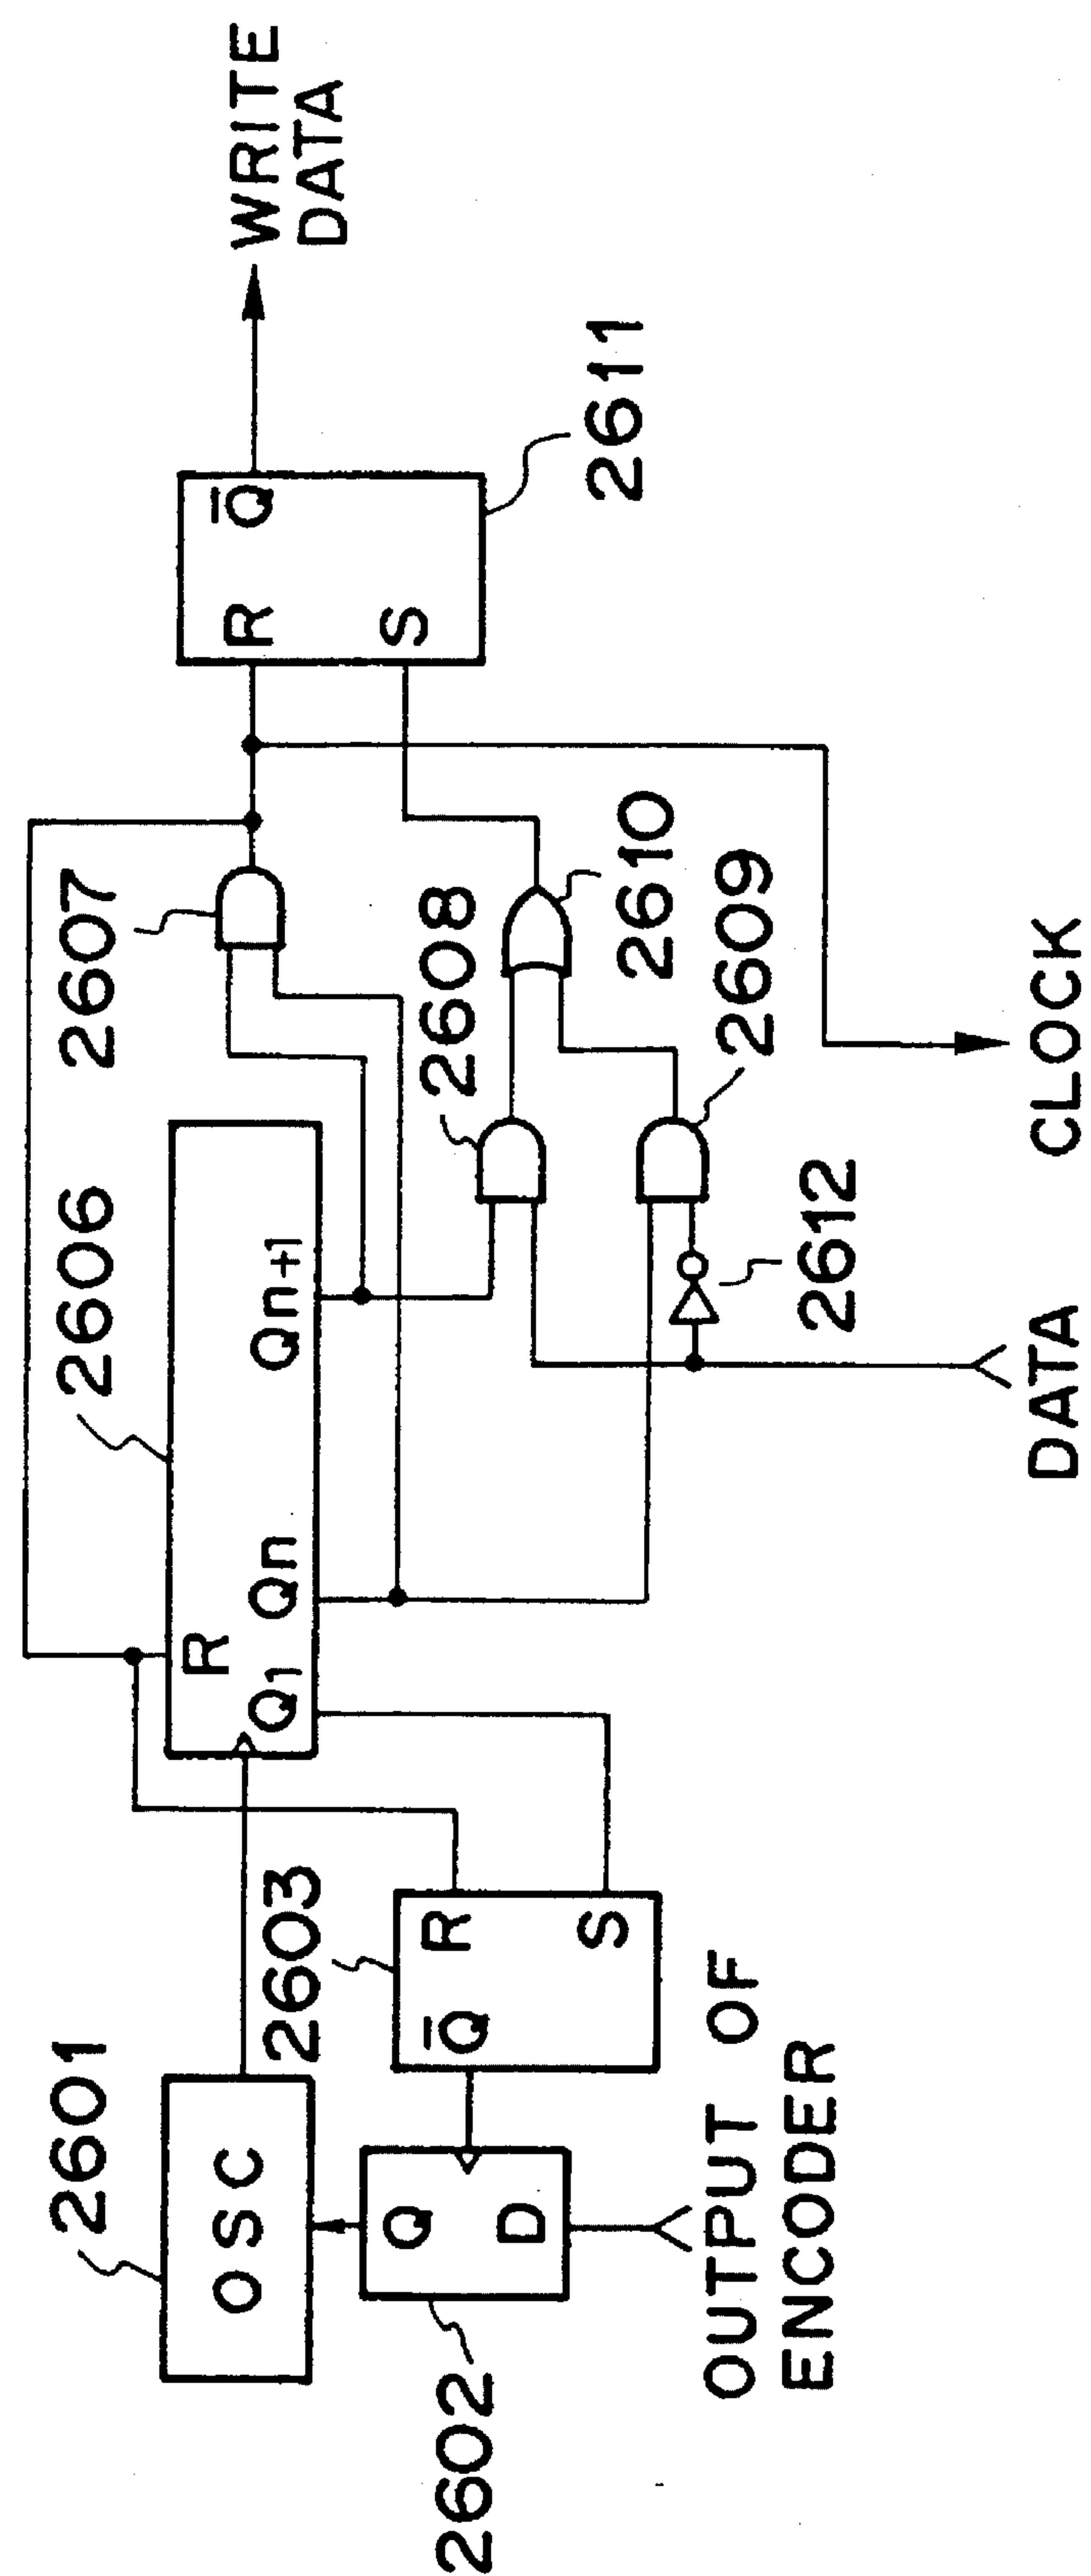 2601
OSC
2602
Q
D
OUTPUT OF
ENCODER
2603
Q̅
R
S
2606
R
Q1
Qn
Qn+1
2607
2608
2609
2610
2612
DATA
CLOCK
R
S
Q̅
2611
WRITE
DATA